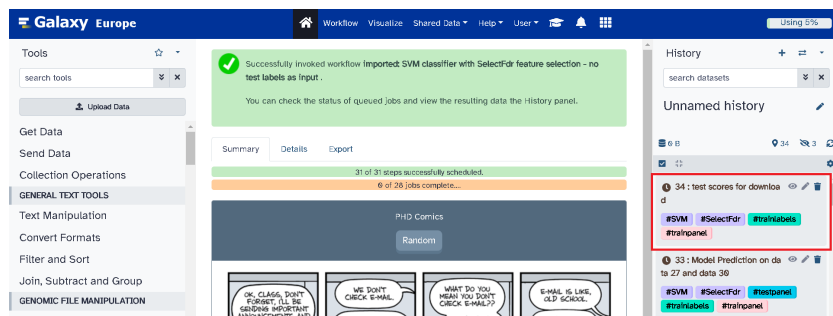 Galaxy Europe
Workflow Visualize Shared Data Help User
Using 5%
Tools
search tools
Upload Data
Get Data
Send Data
Collection Operations
GENERAL TEXT TOOLS
Text Manipulation
Convert Formats
Filter and Sort
Join, Subtract and Group
GENOMIC FILE MANIPULATION
Successfully invoked workflow Imported: SVM classifier with SelectFdr feature selection - no
test labels as input .
You can check the status of queued jobs and view the resulting data the History panel.
Summary Details Export
31 of 31 steps successfully scheduled.
0 of 28 jobs complete...
PHD Comics
Random
OK, CLASS, DON'T
FORGET, I'LL BE
SENDING IMPORTANT
WE DON'T
CHECK E-MAIL.
WHAT DO YOU
MEAN YOU DON'T
CHECK E-MAIL??
E-MAIL IS LIKE,
OLD SCHOOL.
History
search datasets
Unnamed history
0 B 34 3
34 : test scores for downloa
d
#SVM #SelectFdr #trainlabels
#trainpanel
33 : Model Prediction on da
ta 27 and data 30
#SVM #SelectFdr #testpanel
#trainlabels #trainpanel